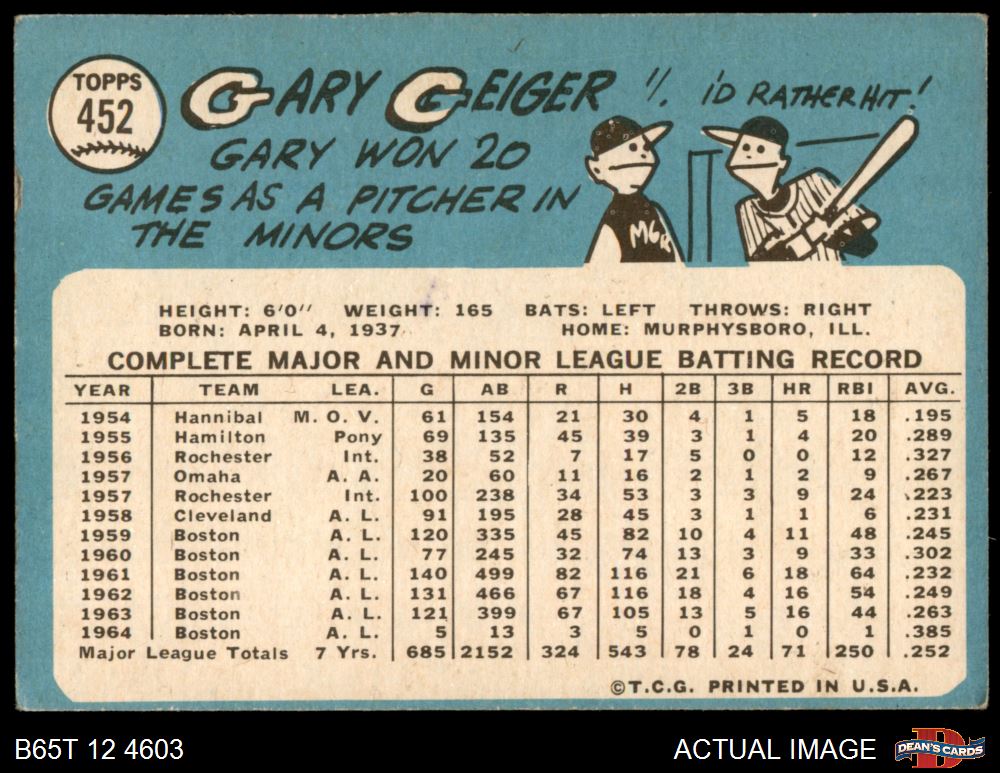 TOPPS
452
GARY GEIGER
I'D RATHER HIT!
GARY WON 20
GAMES AS A PITCHER IN
THE MINORS
MGR
HEIGHT: 6'0" WEIGHT: 165 BATS: LEFT THROWS: RIGHT
BORN: APRIL 4, 1937 HOME: MURPHYSBORO, ILL.
COMPLETE MAJOR AND MINOR LEAGUE BATTING RECORD
YEAR TEAM LEA. G AB R H 2B 3B HR RBI AVG.
1954 Hannibal M. O. V. 61 154 21 30 4 1 5 18 .195
1955 Hamilton Pony 69 135 45 39 3 1 4 20 .289
1956 Rochester Int. 38 52 7 17 5 0 0 12 .327
1957 Omaha A. A. 20 60 11 16 2 1 2 9 .267
1957 Rochester Int. 100 238 34 53 3 3 9 24 .223
1958 Cleveland A. L. 91 195 28 45 3 1 1 6 .231
1959 Boston A. L. 120 335 45 82 10 4 11 48 .245
1960 Boston A. L. 77 245 32 74 13 3 9 33 .302
1961 Boston A. L. 140 499 82 116 21 6 18 64 .232
1962 Boston A. L. 131 466 67 116 18 4 16 54 .249
1963 Boston A. L. 121 399 67 105 13 5 16 44 .263
1964 Boston A. L. 5 13 3 5 0 1 0 1 .385
Major League Totals 7 Yrs. 685 2152 324 543 78 24 71 250 .252
©T.C.G. PRINTED IN U.S.A.
B65T 12 4603 ACTUAL IMAGE
D
DEAN'S CARDS